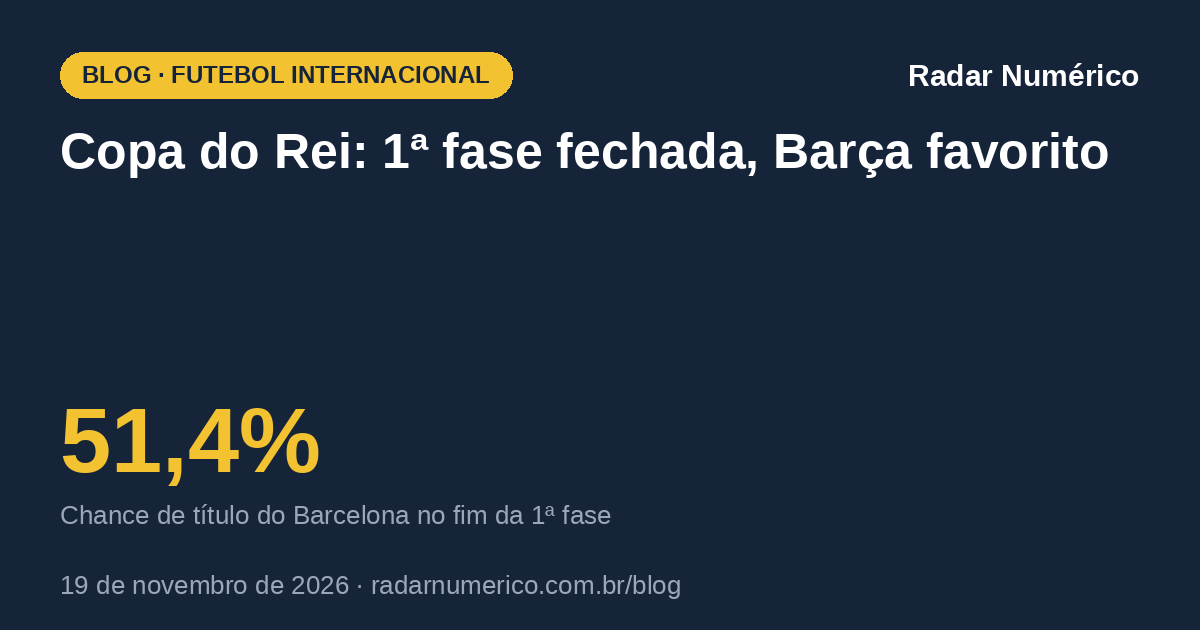 BLOG · FUTEBOL INTERNACIONAL
Radar Numérico
Copa do Rei: 1ª fase fechada, Barça favorito
51,4%
Chance de título do Barcelona no fim da 1ª fase
19 de novembro de 2026 · radarnumerico.com.br/blog